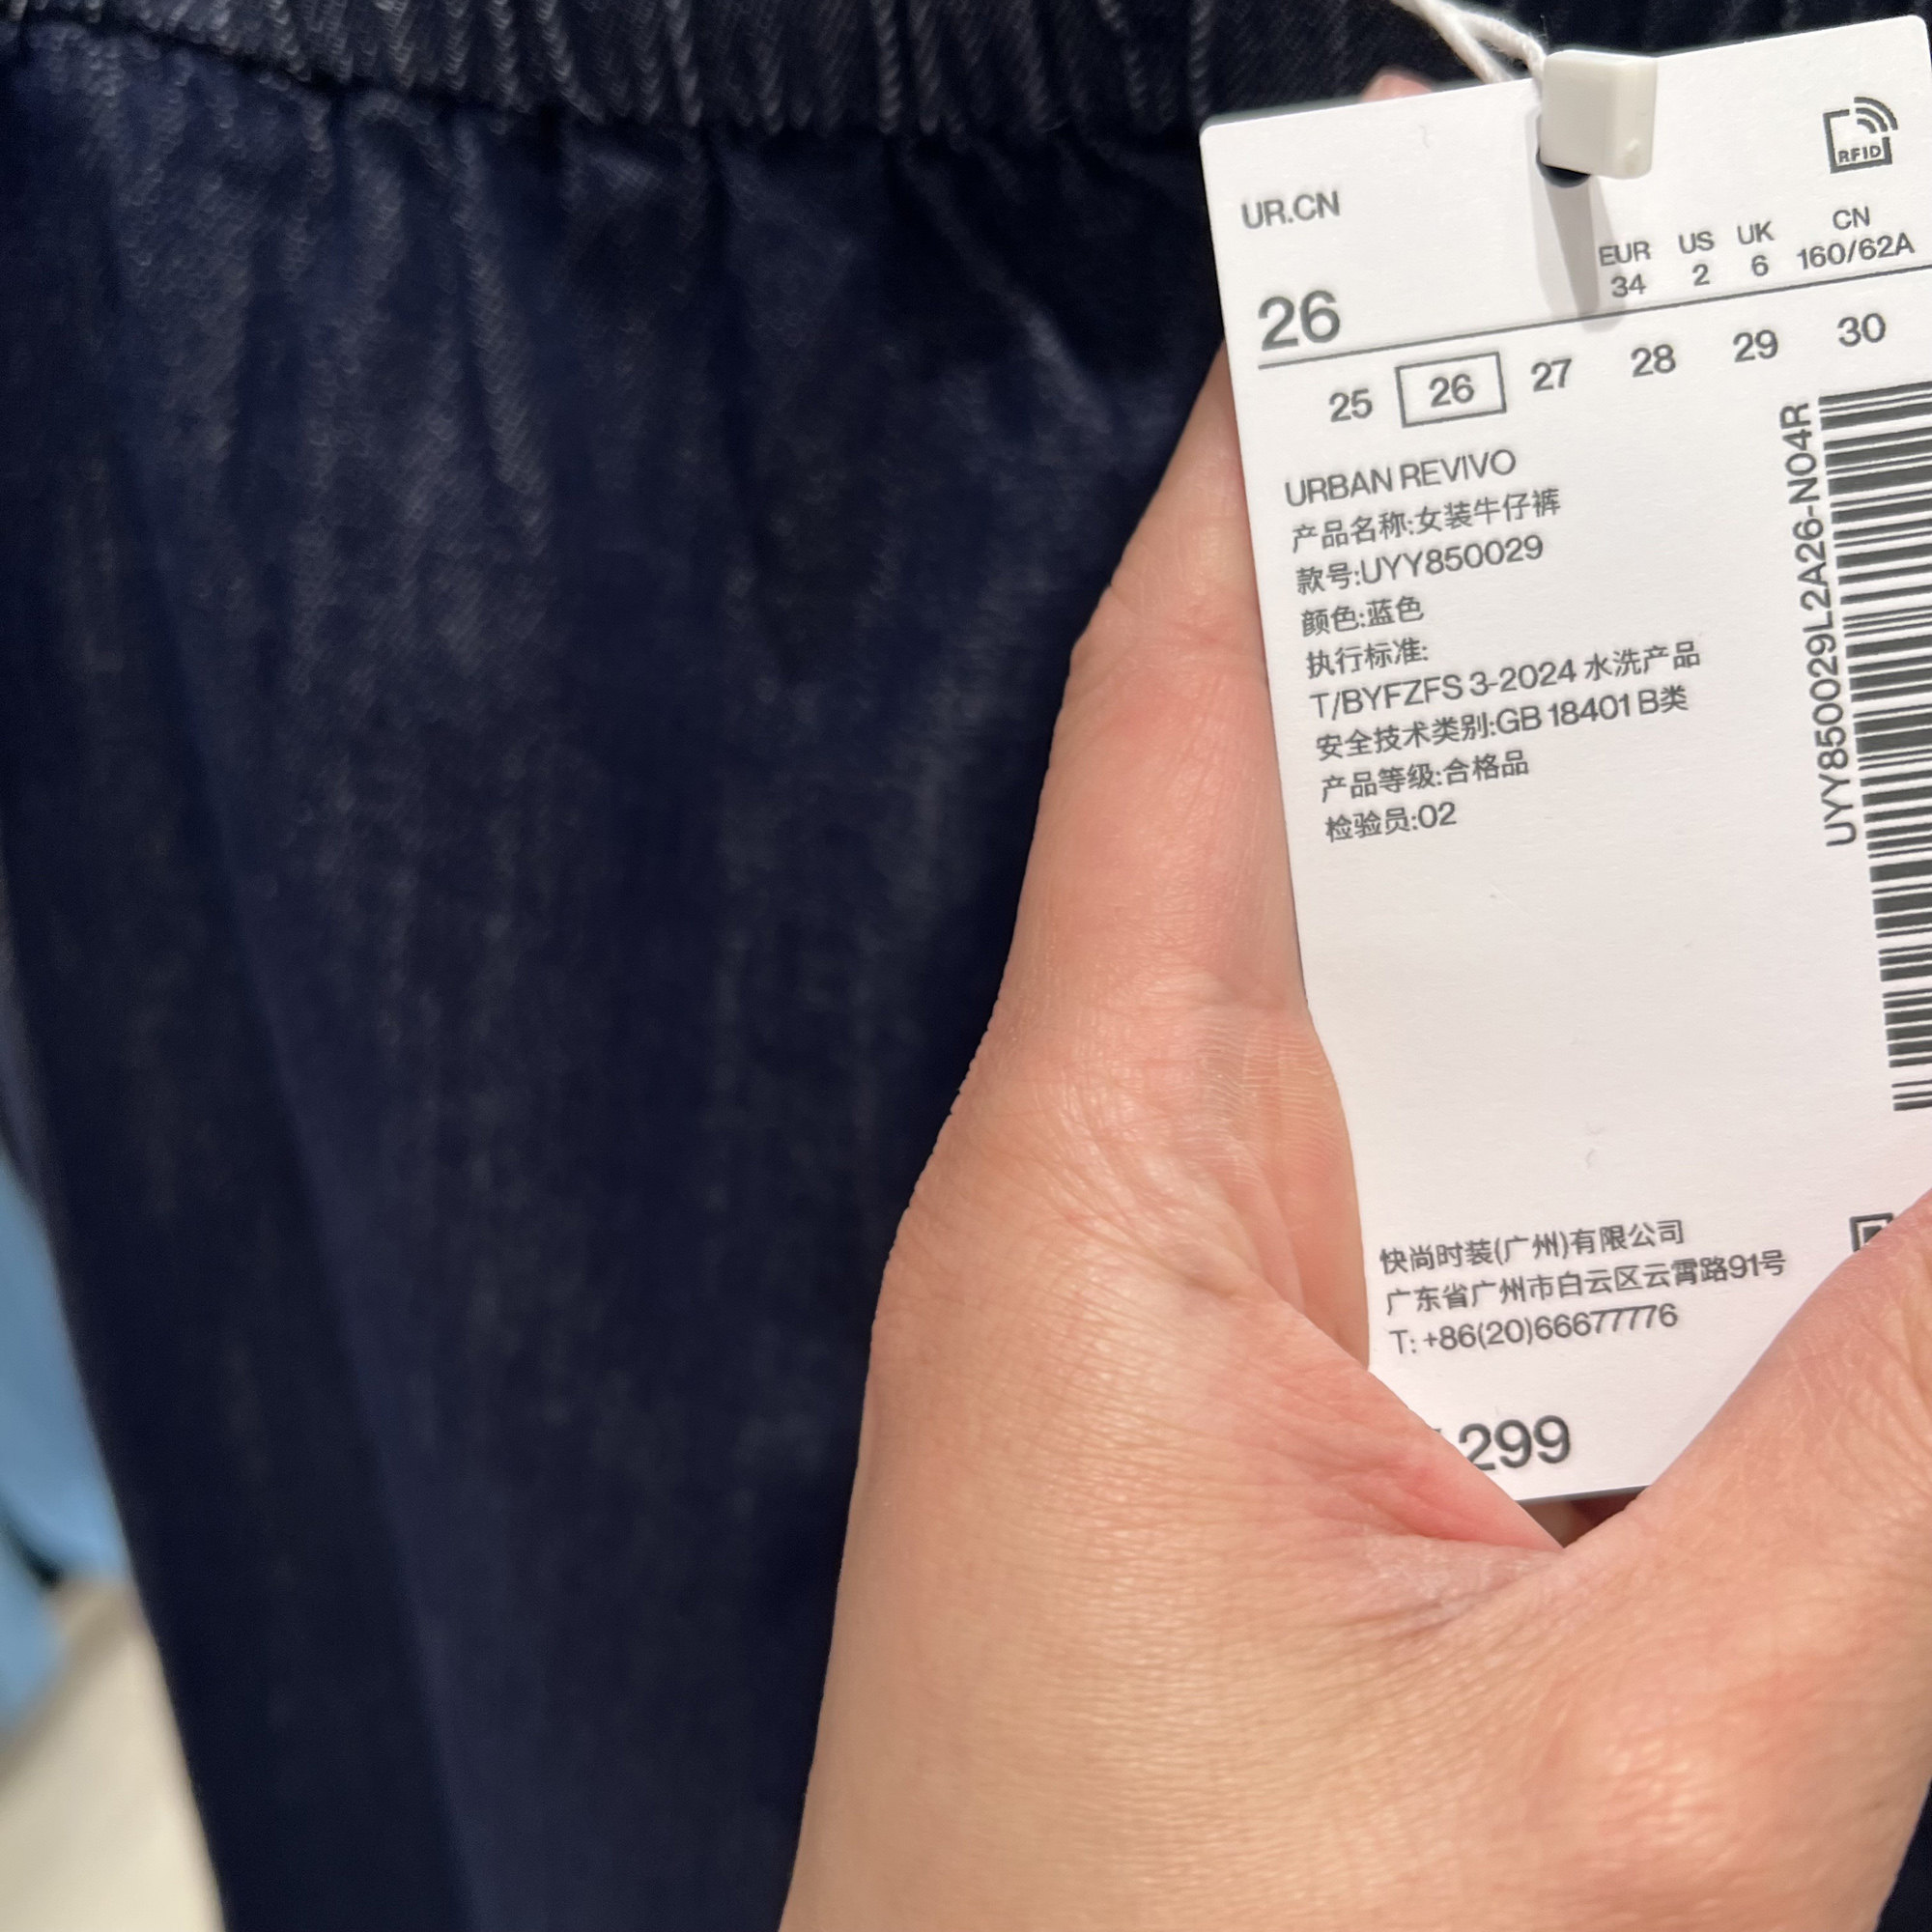 RFID
UR.CN
EUR US UK CN
26 34 2 6 160/62A
25 26 27 28 29 30
URBAN REVIVO
产品名称:女装牛仔裤
款号:UYY850029
颜色:蓝色
执行标准:
T/BYFZFS 3-2024 水洗产品
安全技术类别:GB 18401 B类
产品等级:合格品
检验员:02
UYY850029L2A26-N04R
快尚时装(广州)有限公司
广东省广州市白云区云霄路91号
T: +86(20)66677776
299